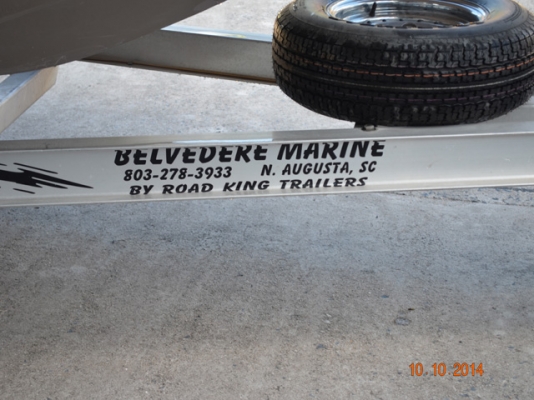 BELVEDERE MARINE
803-278-3933 N. AUGUSTA, SC
BY ROAD KING TRAILERS
10.10.2014